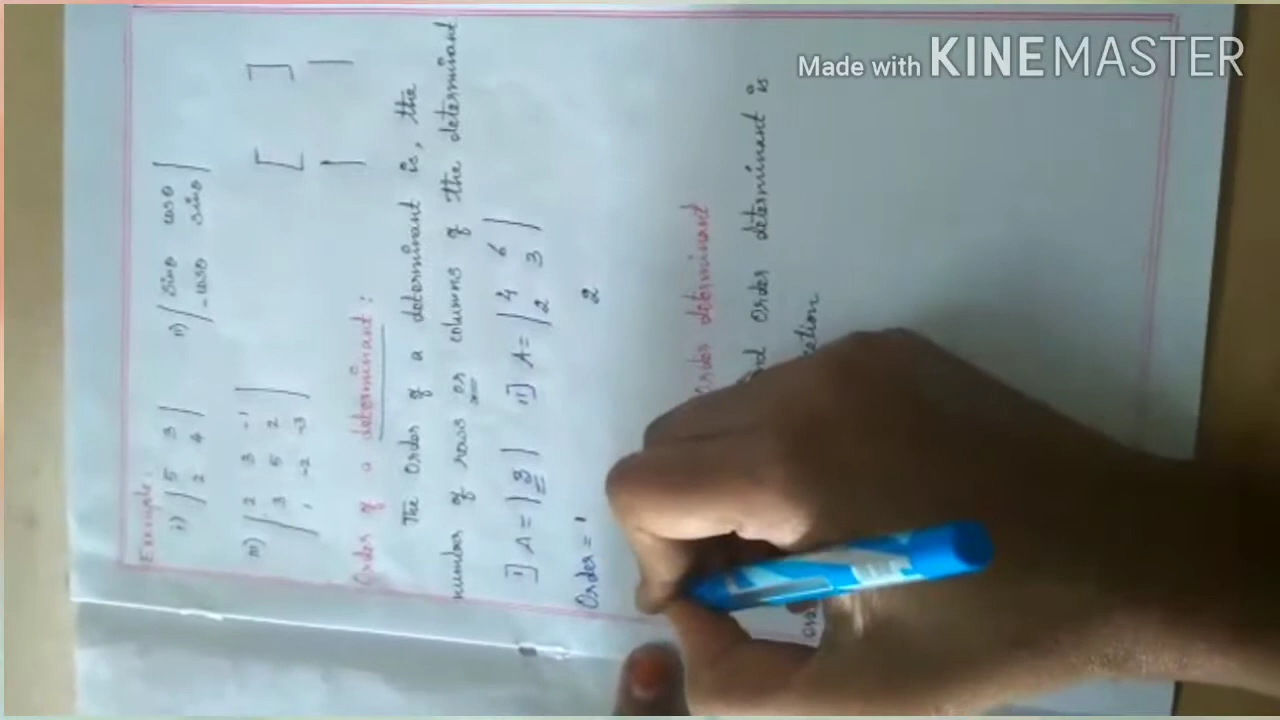 Made with KINEMASTER
Example:
i) | 5 3 | ii) | sinθ cosθ |
| 2 4 | | -cosθ sinθ |
iii) | 2 3 -1 |
| 3 5 2 | [ ]
| 1 -2 -3 | | |
Order of a determinant :
The Order of a determinant is, the
number of rows or columns of the determinant
i] A = | 3 | ii] A = | 4 6 |
| 2 3 |
Order = 1 2
Order determinant
Order determinant is